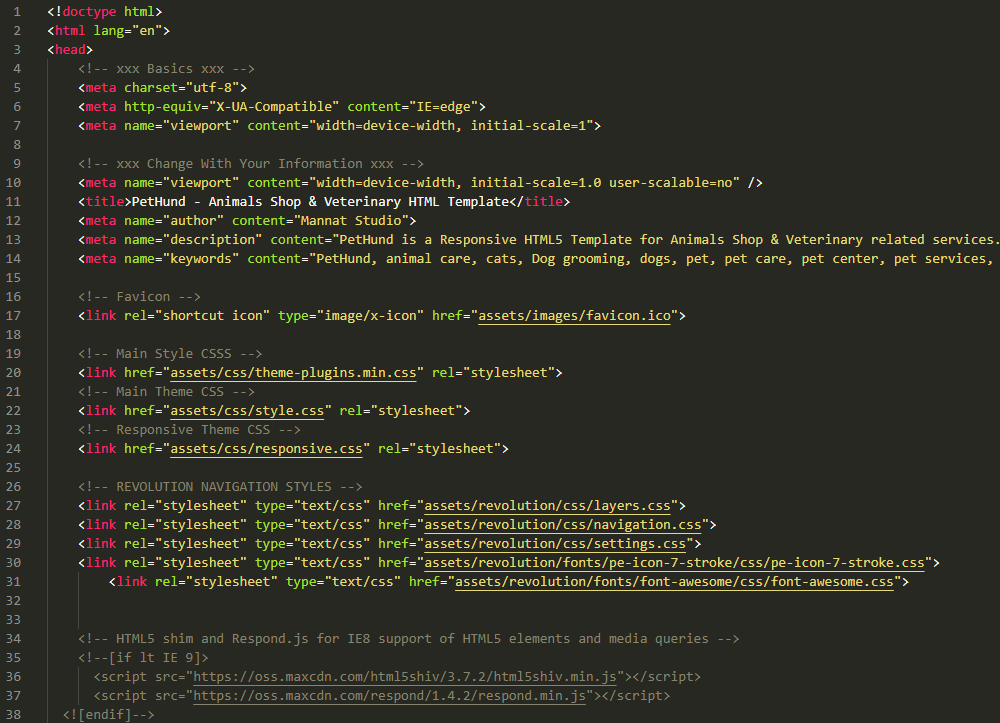 1 <!doctype html>
2 <html lang="en">
3 <head>
4 <!-- xxx Basics xxx -->
5 <meta charset="utf-8">
6 <meta http-equiv="X-UA-Compatible" content="IE=edge">
7 <meta name="viewport" content="width=device-width, initial-scale=1">
8
9 <!-- xxx Change With Your Information xxx -->
10 <meta name="viewport" content="width=device-width, initial-scale=1.0 user-scalable=no" />
11 <title>PetHund - Animals Shop & Veterinary HTML Template</title>
12 <meta name="author" content="Mannat Studio">
13 <meta name="description" content="PetHund is a Responsive HTML5 Template for Animals Shop & Veterinary related services.
14 <meta name="keywords" content="PetHund, animal care, cats, Dog grooming, dogs, pet, pet care, pet center, pet services,
15
16 <!-- Favicon -->
17 <link rel="shortcut icon" type="image/x-icon" href="assets/images/favicon.ico">
18
19 <!-- Main Style CSSS -->
20 <link href="assets/css/theme-plugins.min.css" rel="stylesheet">
21 <!-- Main Theme CSS -->
22 <link href="assets/css/style.css" rel="stylesheet">
23 <!-- Responsive Theme CSS -->
24 <link href="assets/css/responsive.css" rel="stylesheet">
25
26 <!-- REVOLUTION NAVIGATION STYLES -->
27 <link rel="stylesheet" type="text/css" href="assets/revolution/css/layers.css">
28 <link rel="stylesheet" type="text/css" href="assets/revolution/css/navigation.css">
29 <link rel="stylesheet" type="text/css" href="assets/revolution/css/settings.css">
30 <link rel="stylesheet" type="text/css" href="assets/revolution/fonts/pe-icon-7-stroke/css/pe-icon-7-stroke.css">
31 <link rel="stylesheet" type="text/css" href="assets/revolution/fonts/font-awesome/css/font-awesome.css">
32
33
34 <!-- HTML5 shim and Respond.js for IE8 support of HTML5 elements and media queries -->
35 <!--[if lt IE 9]>
36 <script src="https://oss.maxcdn.com/html5shiv/3.7.2/html5shiv.min.js"></script>
37 <script src="https://oss.maxcdn.com/respond/1.4.2/respond.min.js"></script>
38 <![endif]-->